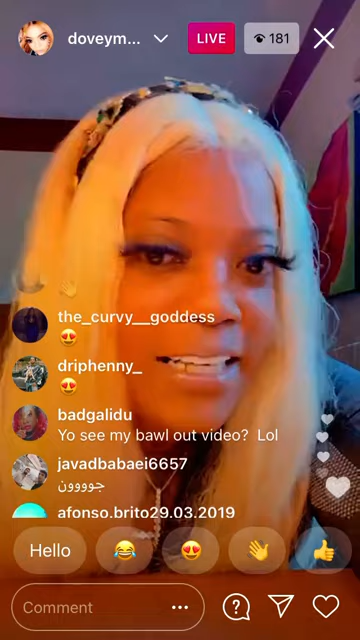 doveym...
LIVE
181
the_curvy__goddess
😍
driphenny_
😍
badgalidu
Yo see my bawl out video? Lol
javadbabaei6657
جوووون
afonso.brito29.03.2019
Hello
Comment